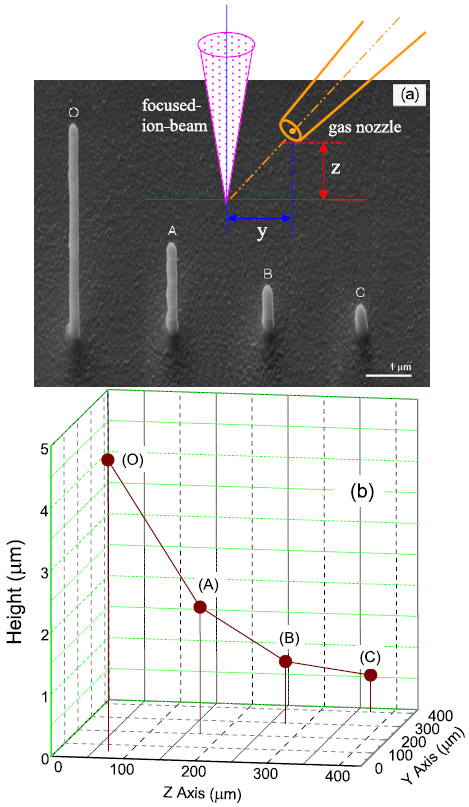 (a)
O
focused-
ion-beam
gas nozzle
z
y
A
B
C
1 μm
5
4
3
2
1
0
Height (μm)
(O)
(A)
(B)
(C)
(b)
0
100
200
300
400
Z Axis (μm)
0
100
200
300
400
Y Axis (μm)